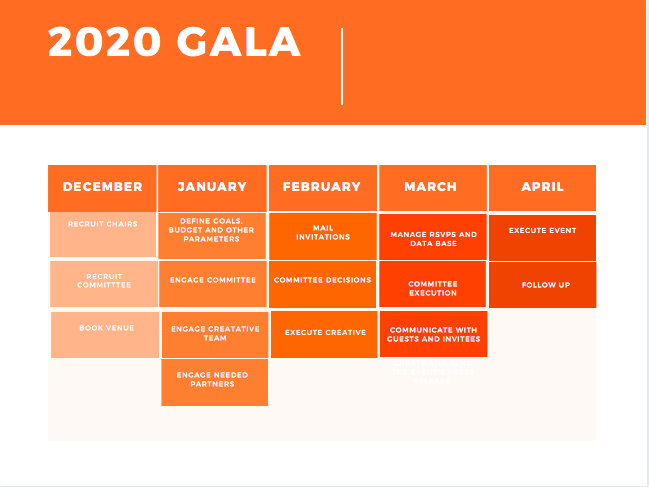 2020 GALA
DECEMBER
JANUARY
FEBRUARY
MARCH
APRIL
RECRUIT CHAIRS
DEFINE GOALS,
BUDGET AND OTHER
PARAMETERS
MAIL
INVITATIONS
MANAGE RSVPS AND
DATA BASE
EXECUTE EVENT
RECRUIT
COMMITTTEE
ENGAGE COMMITTEE
COMMITTEE DECISIONS
COMMITTEE
EXECUTION
FOLLOW UP
BOOK VENUE
ENGAGE CREATATIVE
TEAM
EXECUTE CREATIVE
COMMUNICATE WITH
GUESTS AND INVITEES
ENGAGE NEEDED
PARTNERS